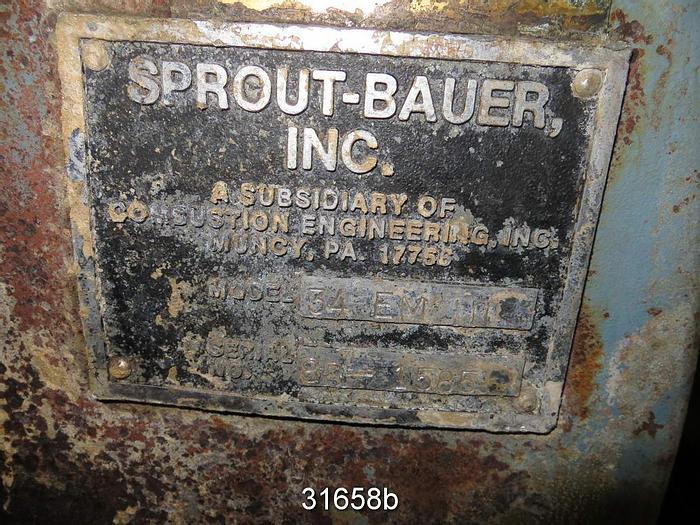 SPROUT-BAUER,
INC.
A SUBSIDIARY OF
COMBUSTION ENGINEERING, INC.
MUNCY, PA. 17756
MODEL
SERIAL
NO.
31658b